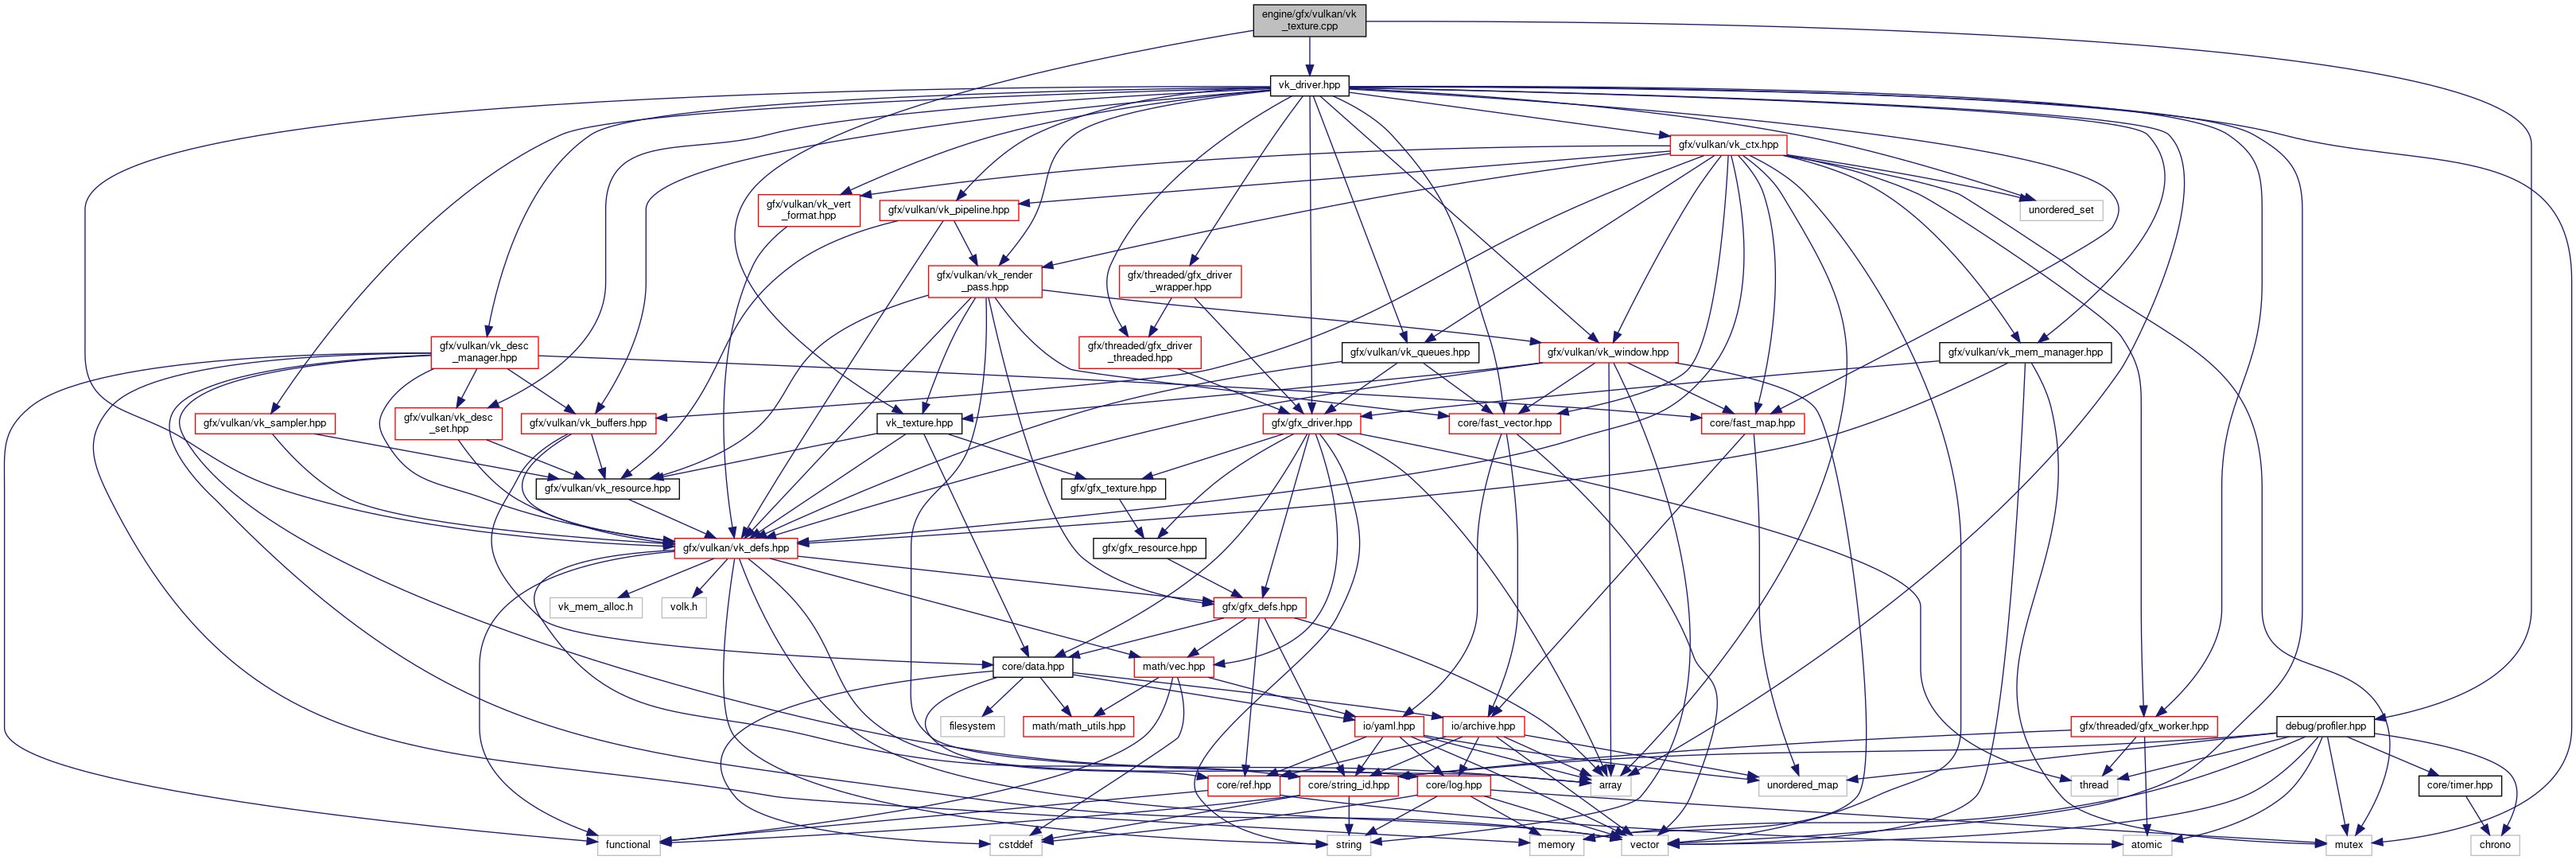 engine/gfx/vulkan/vk
_texture.cpp
vk_driver.hpp
gfx/vulkan/vk_ctx.hpp
gfx/vulkan/vk_vert
_format.hpp
gfx/vulkan/vk_pipeline.hpp
unordered_set
gfx/vulkan/vk_render
_pass.hpp
gfx/threaded/gfx_driver
_wrapper.hpp
gfx/vulkan/vk_desc
_manager.hpp
gfx/threaded/gfx_driver
_threaded.hpp
gfx/vulkan/vk_queues.hpp
gfx/vulkan/vk_window.hpp
gfx/vulkan/vk_mem_manager.hpp
gfx/vulkan/vk_sampler.hpp
gfx/vulkan/vk_desc
_set.hpp
gfx/vulkan/vk_buffers.hpp
vk_texture.hpp
core/fast_vector.hpp
gfx/gfx_driver.hpp
core/fast_map.hpp
gfx/vulkan/vk_resource.hpp
gfx/gfx_texture.hpp
gfx/vulkan/vk_defs.hpp
gfx/gfx_resource.hpp
vk_mem_alloc.h
volk.h
gfx/gfx_defs.hpp
core/data.hpp
math/vec.hpp
filesystem
math/math_utils.hpp
io/yaml.hpp
io/archive.hpp
gfx/threaded/gfx_worker.hpp
debug/profiler.hpp
core/ref.hpp
core/string_id.hpp
core/log.hpp
array
unordered_map
thread
core/timer.hpp
functional
cstddef
string
memory
vector
atomic
mutex
chrono